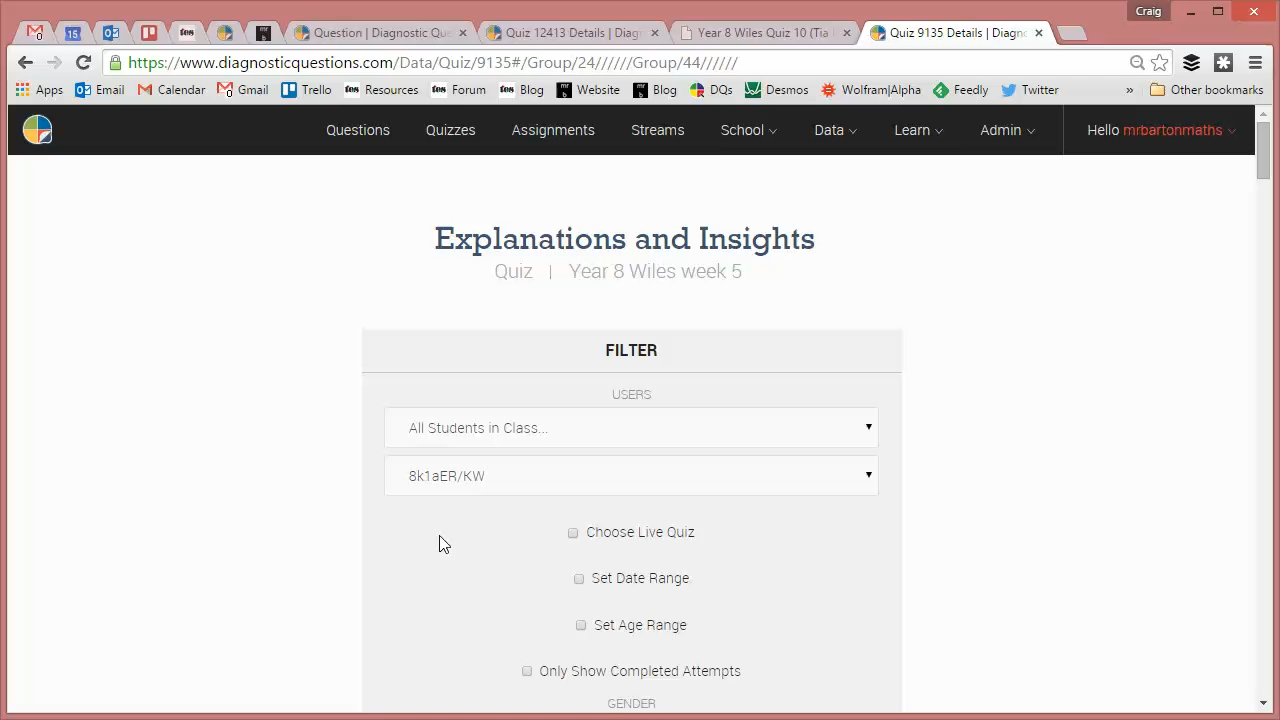 Craig
Question | Diagnostic Que
Quiz 12413 Details | Diagn
Year 8 Wiles Quiz 10 (Tia
Quiz 9135 Details | Diagno
https://www.diagnosticquestions.com/Data/Quiz/9135#/Group/24//////Group/44//////
Apps Email Calendar Gmail Trello Resources Forum Blog Website Blog DQs Desmos Wolfram|Alpha Feedly Twitter » Other bookmarks
Questions Quizzes Assignments Streams School Data Learn Admin Hello mrbartonmaths
Explanations and Insights
Quiz | Year 8 Wiles week 5
FILTER
USERS
All Students in Class...
8k1aER/KW
Choose Live Quiz
Set Date Range
Set Age Range
Only Show Completed Attempts
GENDER